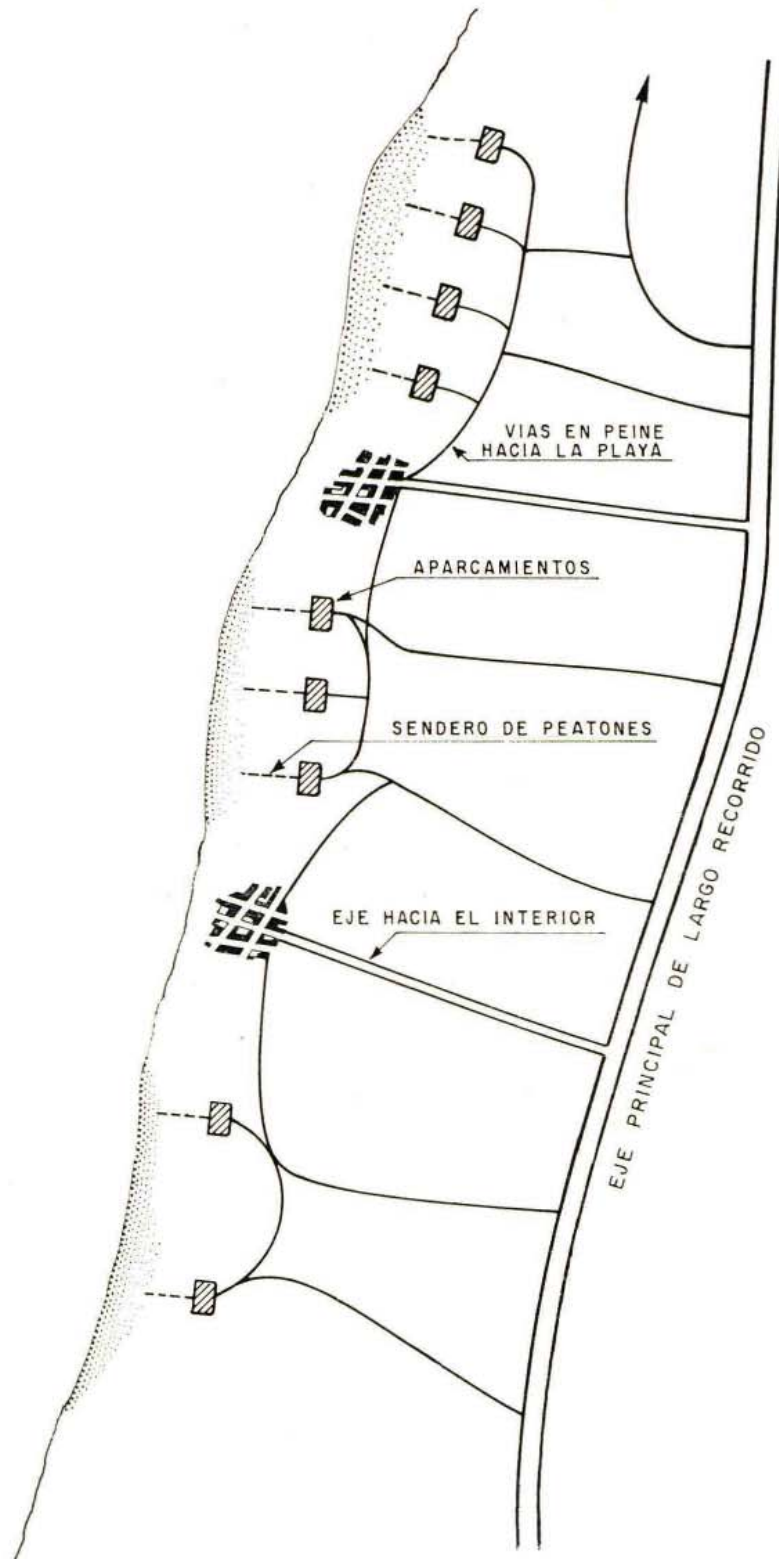 VIAS EN PEINE
HACIA LA PLAYA
APARCAMIENTOS
SENDERO DE PEATONES
EJE HACIA EL INTERIOR
EJE PRINCIPAL DE LARGO RECORRIDO